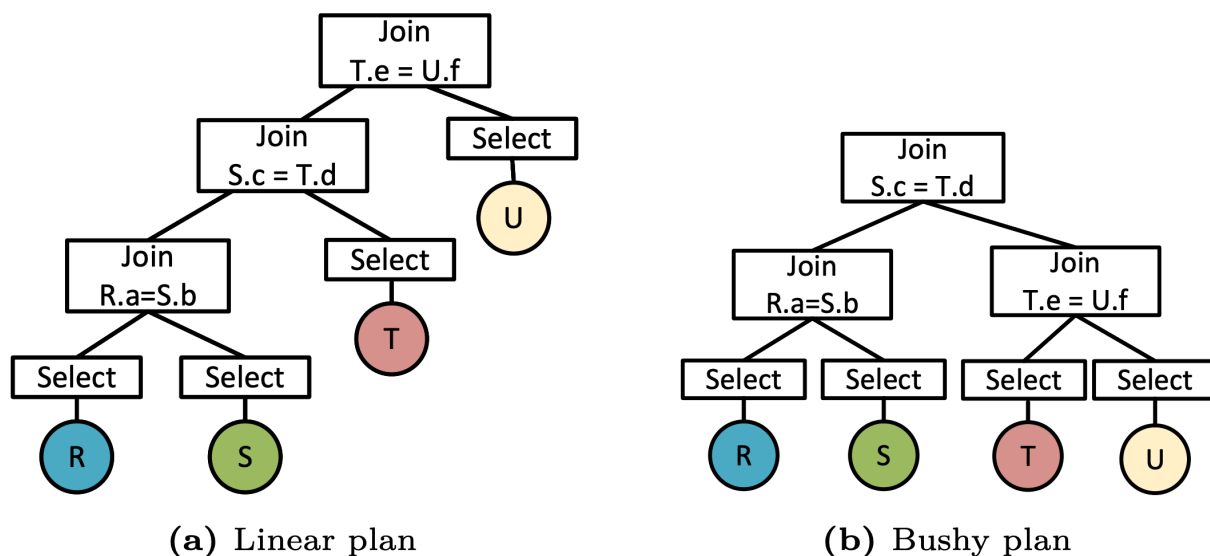 Join
T.e = U.f
Join
S.c = T.d
Select
U
Join
R.a=S.b
Select
T
Select
Select
R
S
(a) Linear plan
Join
S.c = T.d
Join
R.a=S.b
Join
T.e = U.f
Select
Select
Select
Select
R
S
T
U
(b) Bushy plan